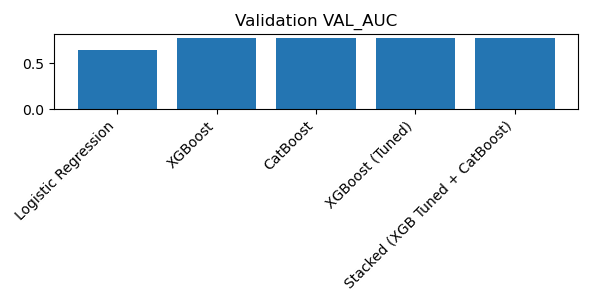 Validation VAL_AUC
0.5
0.0
Logistic Regression
XGBoost
CatBoost
XGBoost (Tuned)
Stacked (XGB Tuned + CatBoost)